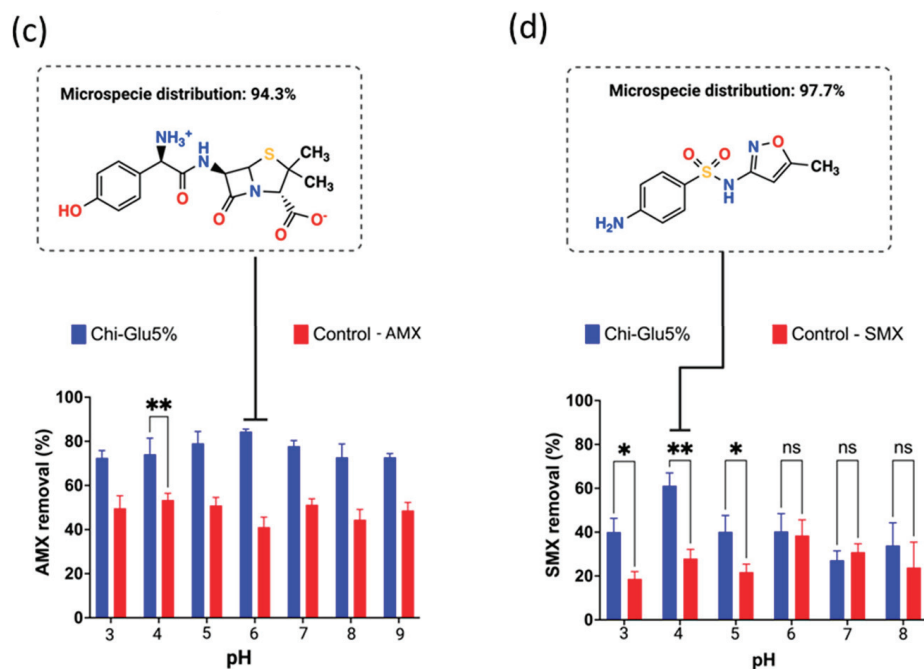 (c)
Microspecie distribution: 94.3%
NH₃⁺
H
N
S
CH₃
CH₃
N
HO
O
O
O⁻
O
Chi-Glu5%
Control - AMX
**
AMX removal (%)
100
80
60
40
20
0
3 4 5 6 7 8 9
pH
(d)
Microspecie distribution: 97.7%
O O
N O
S
NH
CH₃
H₂N
Chi-Glu5%
Control - SMX
* ** * ns ns ns
SMX removal (%)
100
80
60
40
20
0
3 4 5 6 7 8
pH